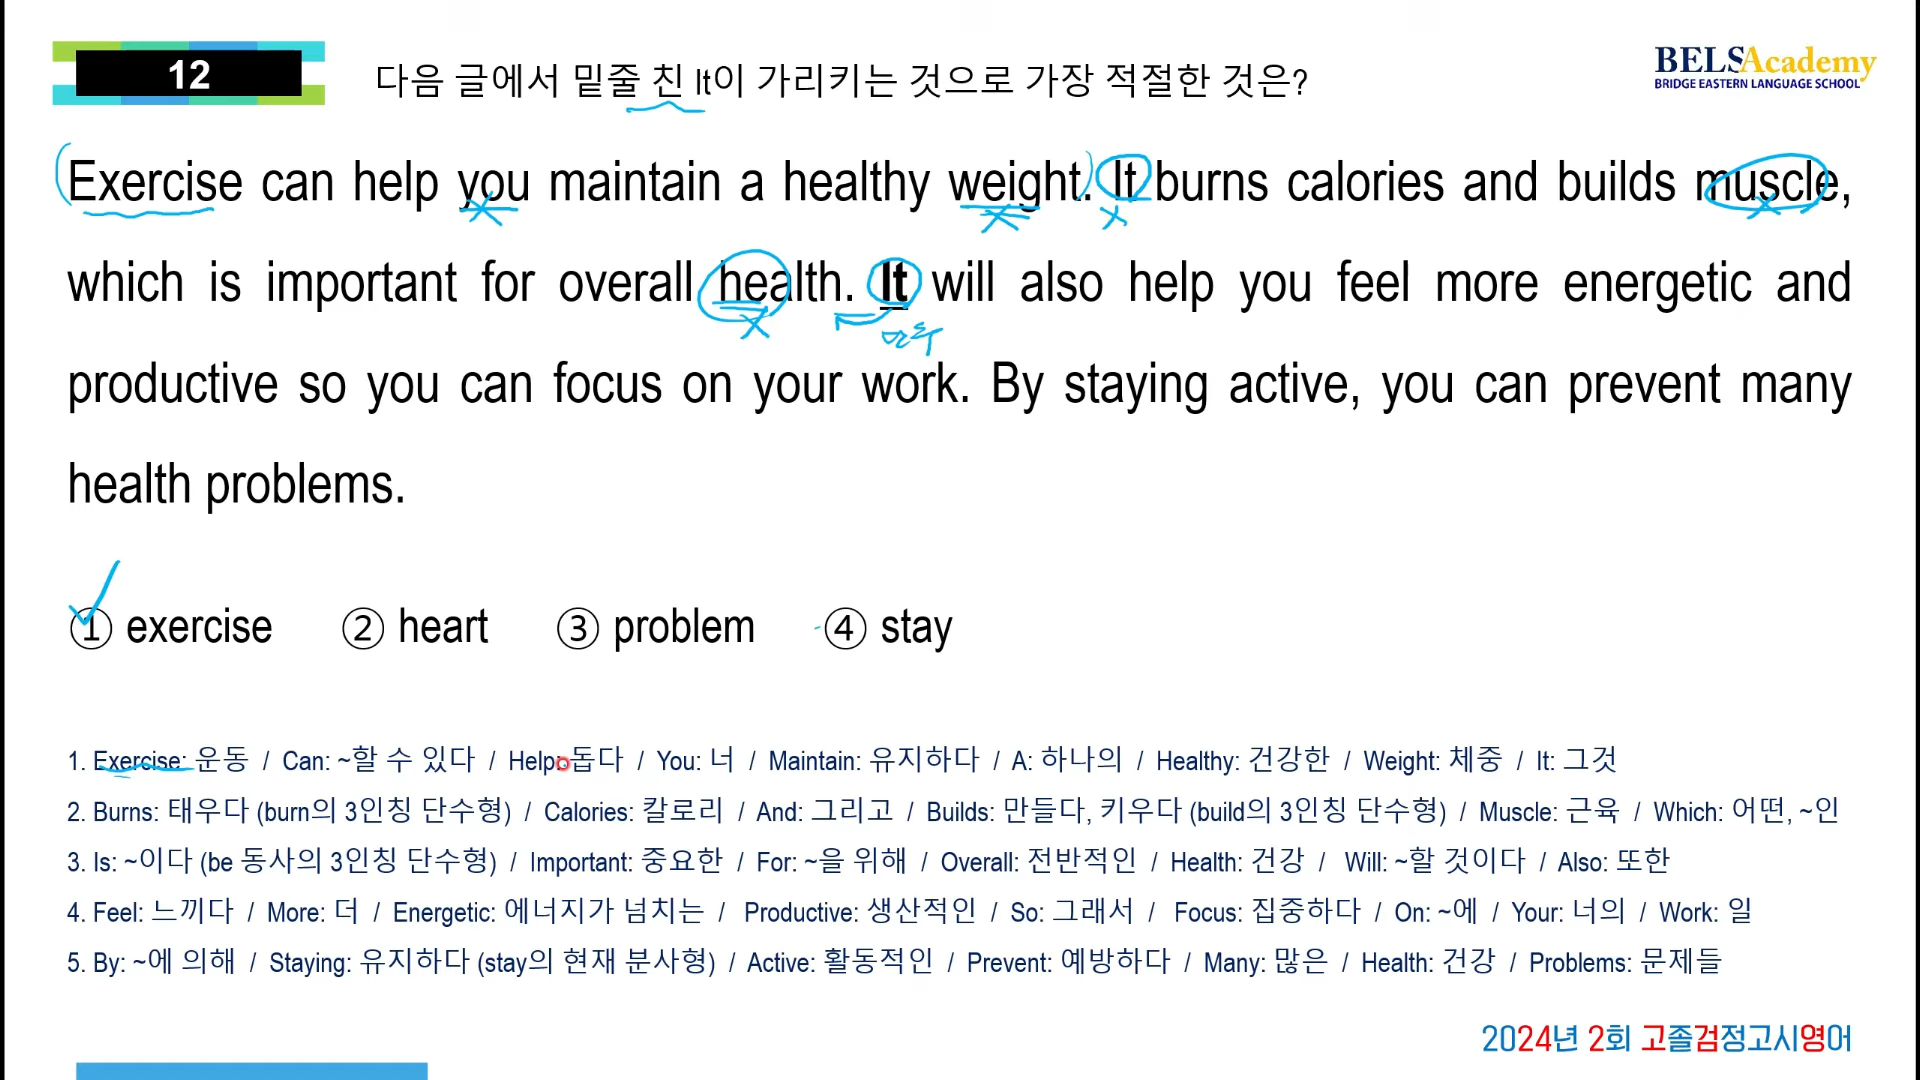 12
다음 글에서 밑줄 친 It이 가리키는 것으로 가장 적절한 것은?
BELSAcademy
BRIDGE EASTERN LANGUAGE SCHOOL
Exercise can help you maintain a healthy weight. It burns calories and builds muscle,
which is important for overall health. It will also help you feel more energetic and
단수
productive so you can focus on your work. By staying active, you can prevent many
health problems.
① exercise ② heart ③ problem ④ stay
1. Exercise: 운동 / Can: ~할 수 있다 / Help: 돕다 / You: 너 / Maintain: 유지하다 / A: 하나의 / Healthy: 건강한 / Weight: 체중 / It: 그것
2. Burns: 태우다 (burn의 3인칭 단수형) / Calories: 칼로리 / And: 그리고 / Builds: 만들다, 키우다 (build의 3인칭 단수형) / Muscle: 근육 / Which: 어떤, ~인
3. Is: ~이다 (be 동사의 3인칭 단수형) / Important: 중요한 / For: ~을 위해 / Overall: 전반적인 / Health: 건강 / Will: ~할 것이다 / Also: 또한
4. Feel: 느끼다 / More: 더 / Energetic: 에너지가 넘치는 / Productive: 생산적인 / So: 그래서 / Focus: 집중하다 / On: ~에 / Your: 너의 / Work: 일
5. By: ~에 의해 / Staying: 유지하다 (stay의 현재 분사형) / Active: 활동적인 / Prevent: 예방하다 / Many: 많은 / Health: 건강 / Problems: 문제들
2024년 2회 고졸검정고시영어